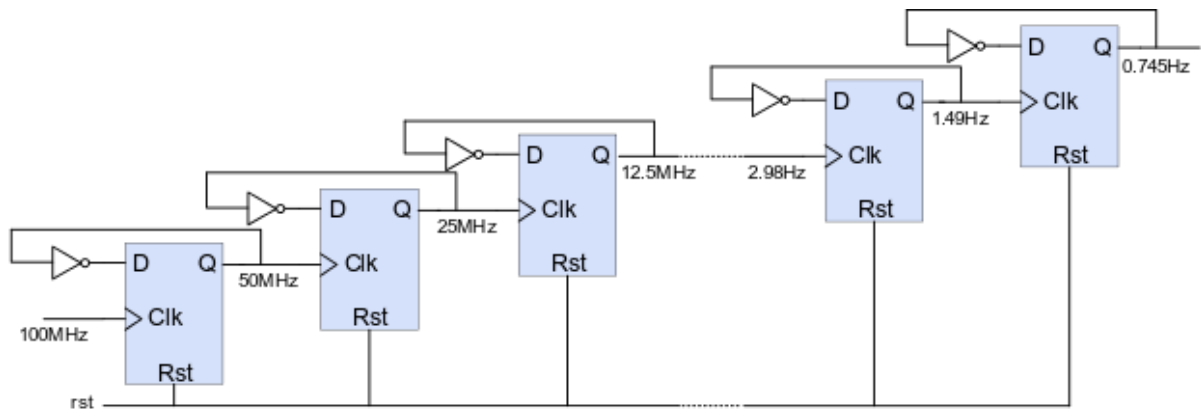 D Q
Clk
Rst
100MHz
50MHz
D Q
Clk
Rst
25MHz
D Q
Clk
Rst
12.5MHz
2.98Hz
D Q
Clk
Rst
1.49Hz
D Q
Clk
Rst
0.745Hz
rst